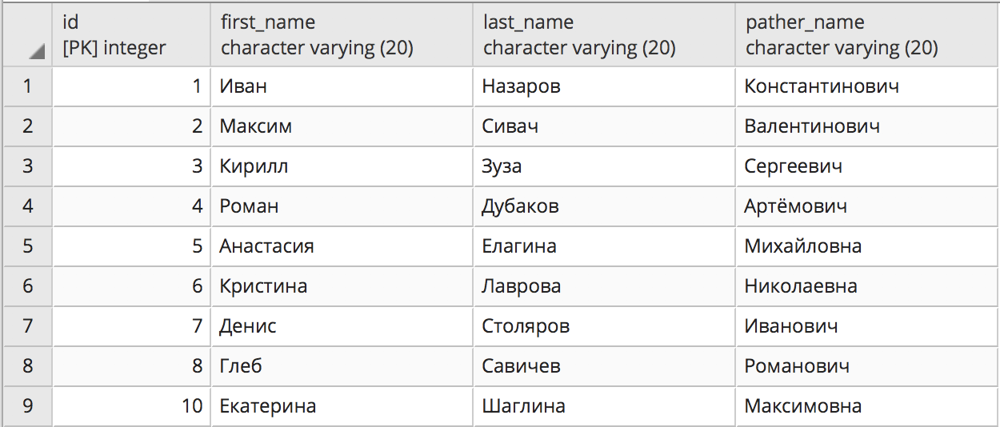 id first_name last_name pather_name
[PK] integer character varying (20) character varying (20) character varying (20)
1 1 Иван Назаров Константинович
2 2 Максим Сивач Валентинович
3 3 Кирилл Зуза Сергеевич
4 4 Роман Дубаков Артёмович
5 5 Анастасия Елагина Михайловна
6 6 Кристина Лаврова Николаевна
7 7 Денис Столяров Иванович
8 8 Глеб Савичев Романович
9 10 Екатерина Шаглина Максимовна